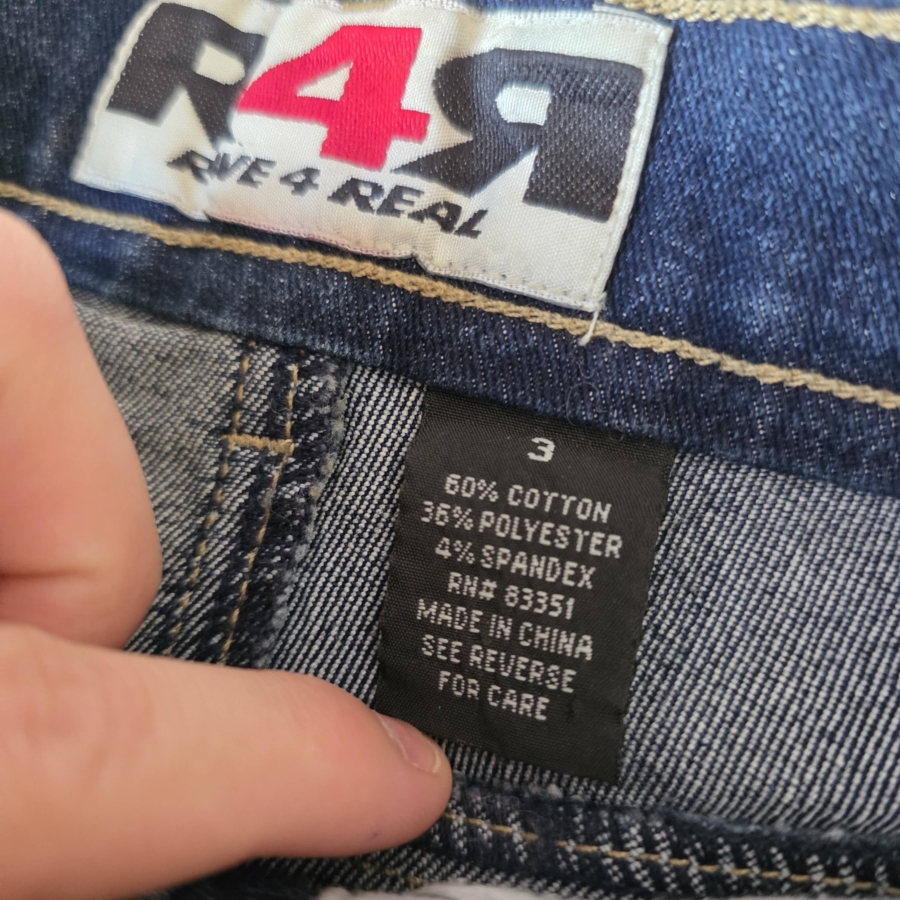 R4R
RAVE 4 REAL
3
60% COTTON
36% POLYESTER
4% SPANDEX
RN# 83351
MADE IN CHINA
SEE REVERSE
FOR CARE